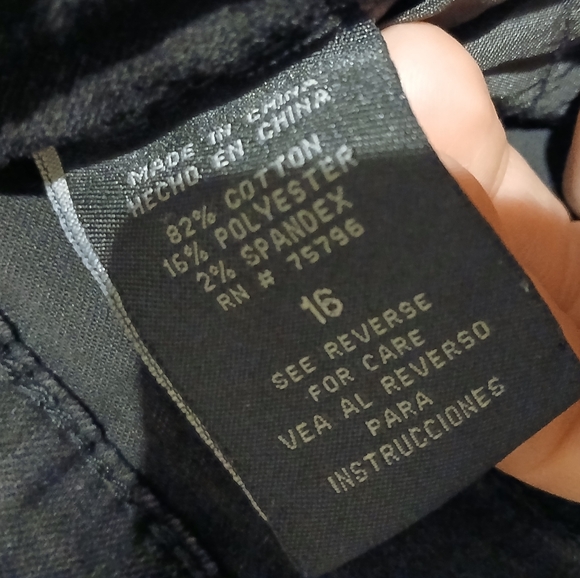 MADE IN CHINA
HECHO EN CHINA
82% COTTON
16% POLYESTER
2% SPANDEX
RN # 75796
16
SEE REVERSE
FOR CARE
VEA AL REVERSO
PARA
INSTRUCCIONES